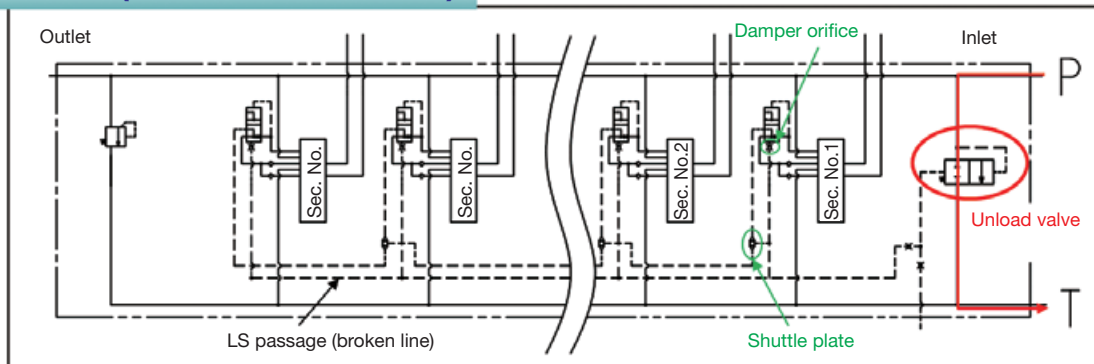 Outlet
Damper orifice
Inlet
P
Sec. No.
Sec. No.
Sec. No.2
Sec. No.1
Unload valve
LS passage (broken line)
Shuttle plate
T